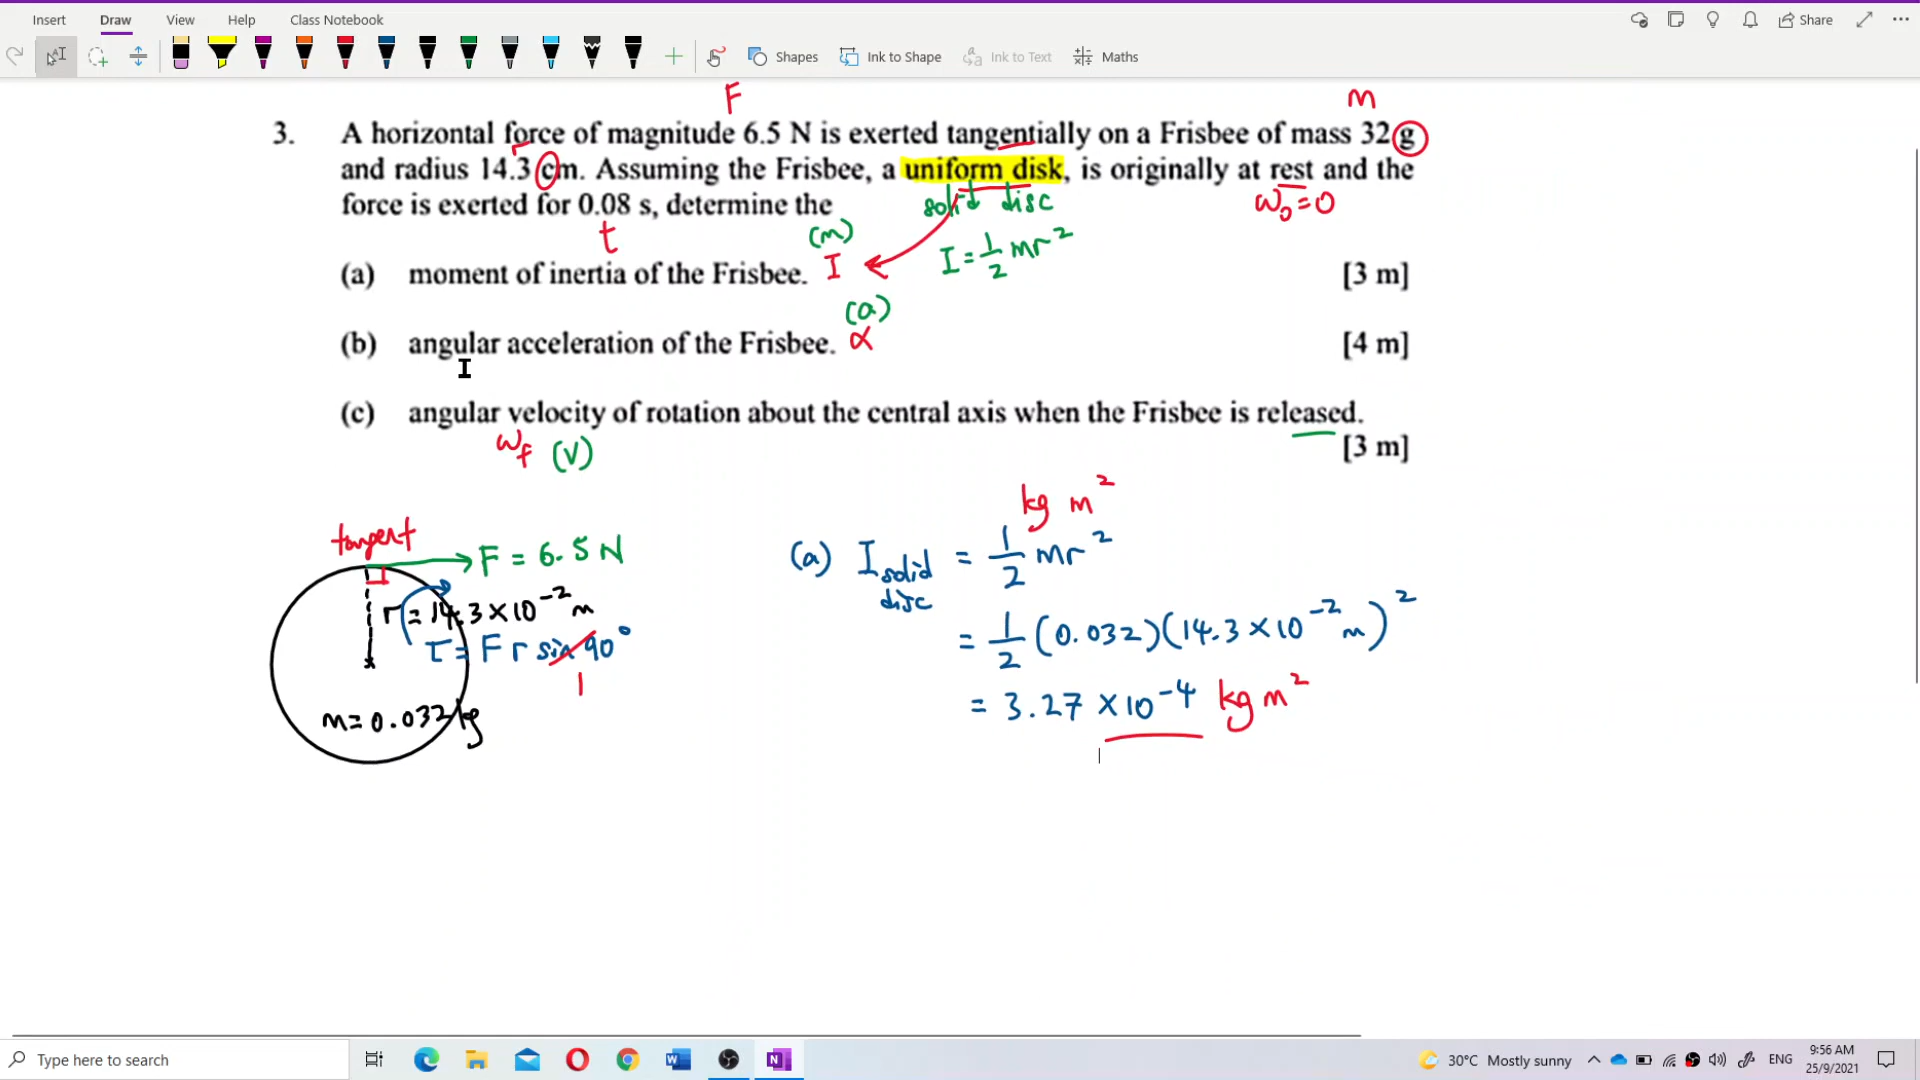 Insert Draw View Help Class Notebook Share
Shapes Ink to Shape Ink to Text Maths
F m
3. A horizontal force of magnitude 6.5 N is exerted tangentially on a Frisbee of mass 32 g
r
and radius 14.3 cm. Assuming the Frisbee, a uniform disk, is originally at rest and the
solid disc ω₀=0
force is exerted for 0.08 s, determine the
t (m) I = 1/2 mr²
(a) moment of inertia of the Frisbee. I [3 m]
(a)
(b) angular acceleration of the Frisbee. α [4 m]
(c) angular velocity of rotation about the central axis when the Frisbee is released.
ωf (v) [3 m]
kg m²
tangent
F = 6.5 N
(a) I solid disc = 1/2 mr²
r = 14.3 × 10⁻² m
τ = F r sin 90°
1
= 1/2 (0.032)(14.3 × 10⁻² m)²
m = 0.032 kg
= 3.27 × 10⁻⁴ kg m²
Type here to search 30°C Mostly sunny ENG 9:56 AM
25/9/2021